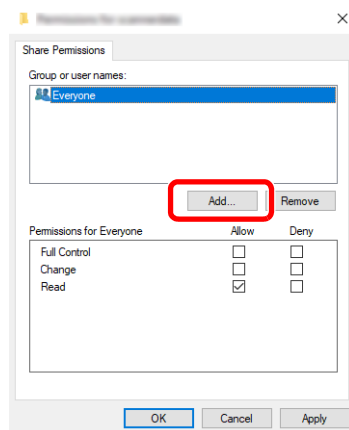 Share Permissions
Group or user names:
Everyone
Add... Remove
Permissions for Everyone Allow Deny
Full Control
Change
Read
OK Cancel Apply